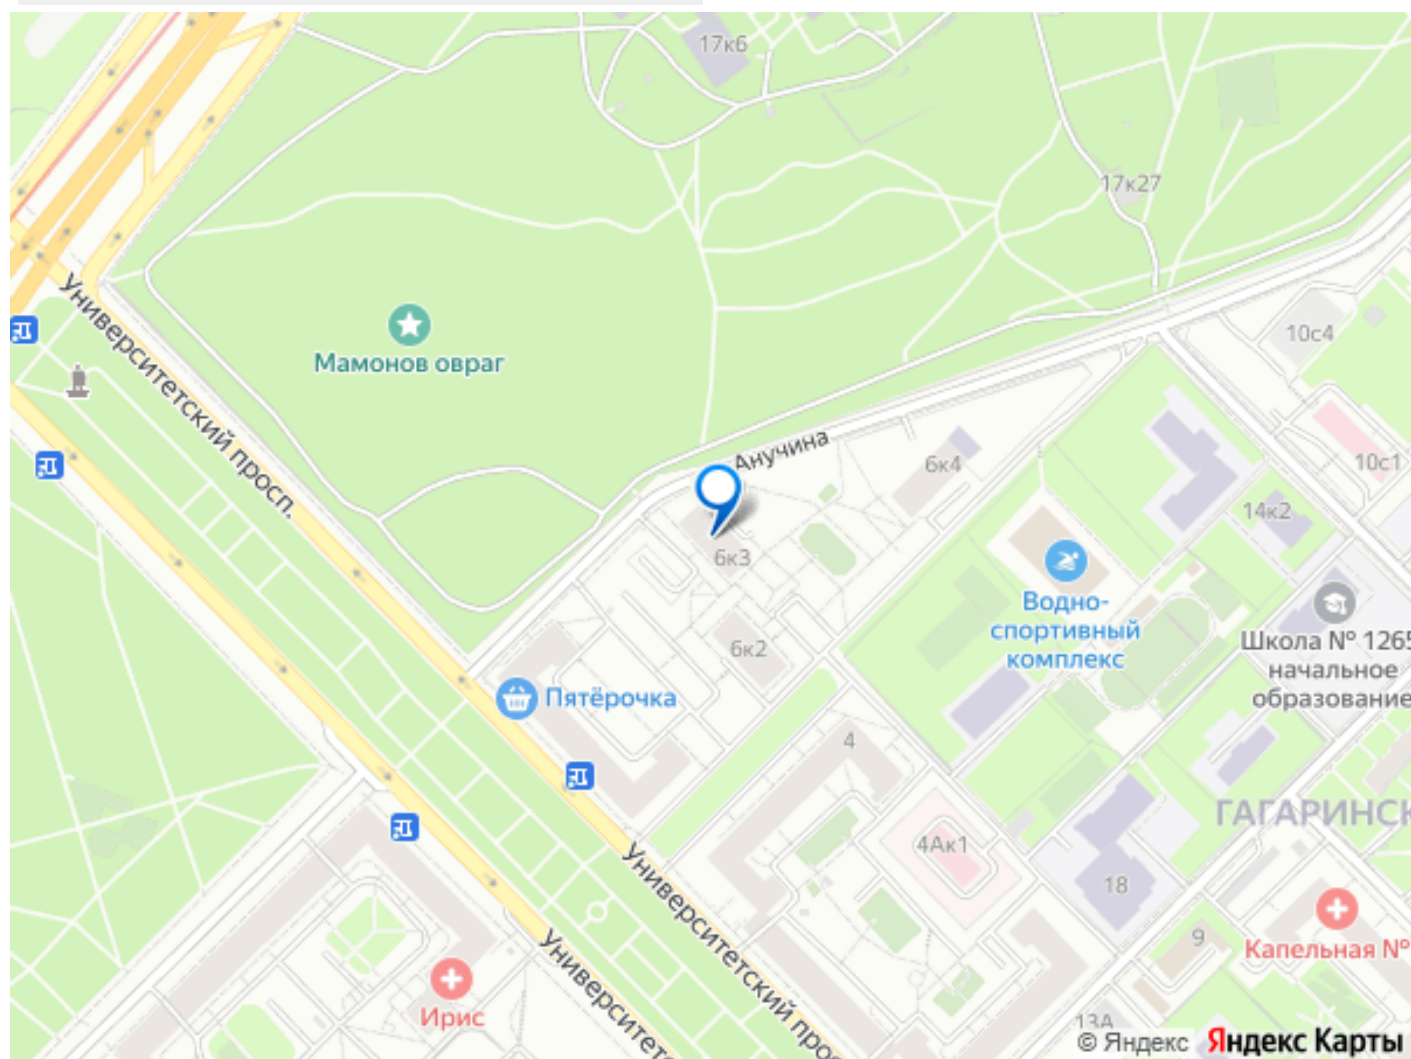 17к6
17к27
Университетский просп.
Мамонов овраг
10с4
Анучина
6к4
10с1
14к2
6к3
Водно-
спортивный
комплекс
Школа № 1265
начальное
образование
6к2
Пятёрочка
4
ГАГАРИНСК
4Ак1
18
Университетский прос
9
Капельная №
Ирис
Университетс
13А
© Яндекс Яндекс Карты